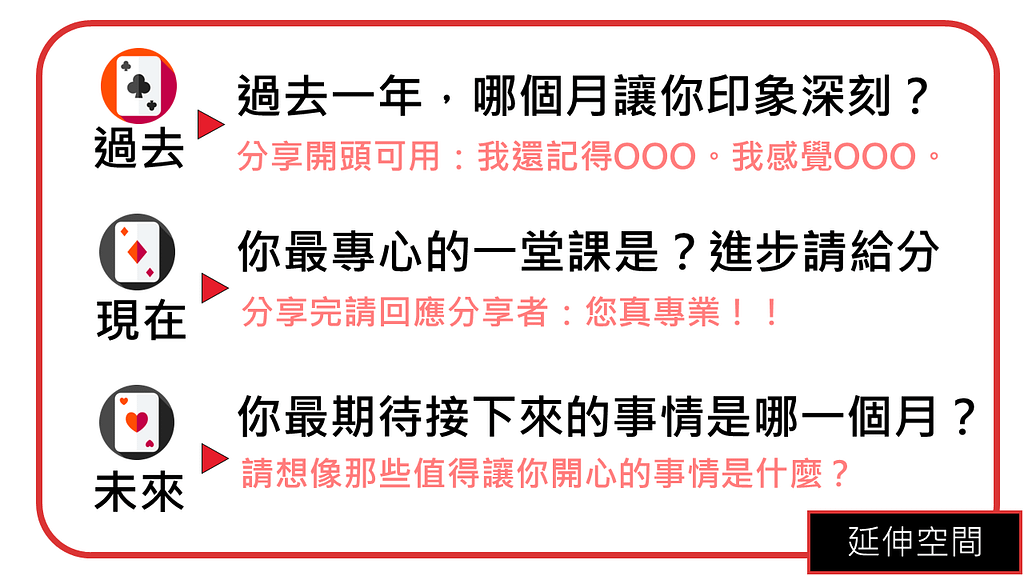 過去
過去一年，哪個月讓你印象深刻？
分享開頭可用：我還記得OOO。我感覺OOO。
現在
你最專心的一堂課是？進步請給分
分享完請回應分享者：您真專業！！
未來
你最期待接下來的事情是哪一個月？
請想像那些值得讓你開心的事情是什麼？
延伸空間